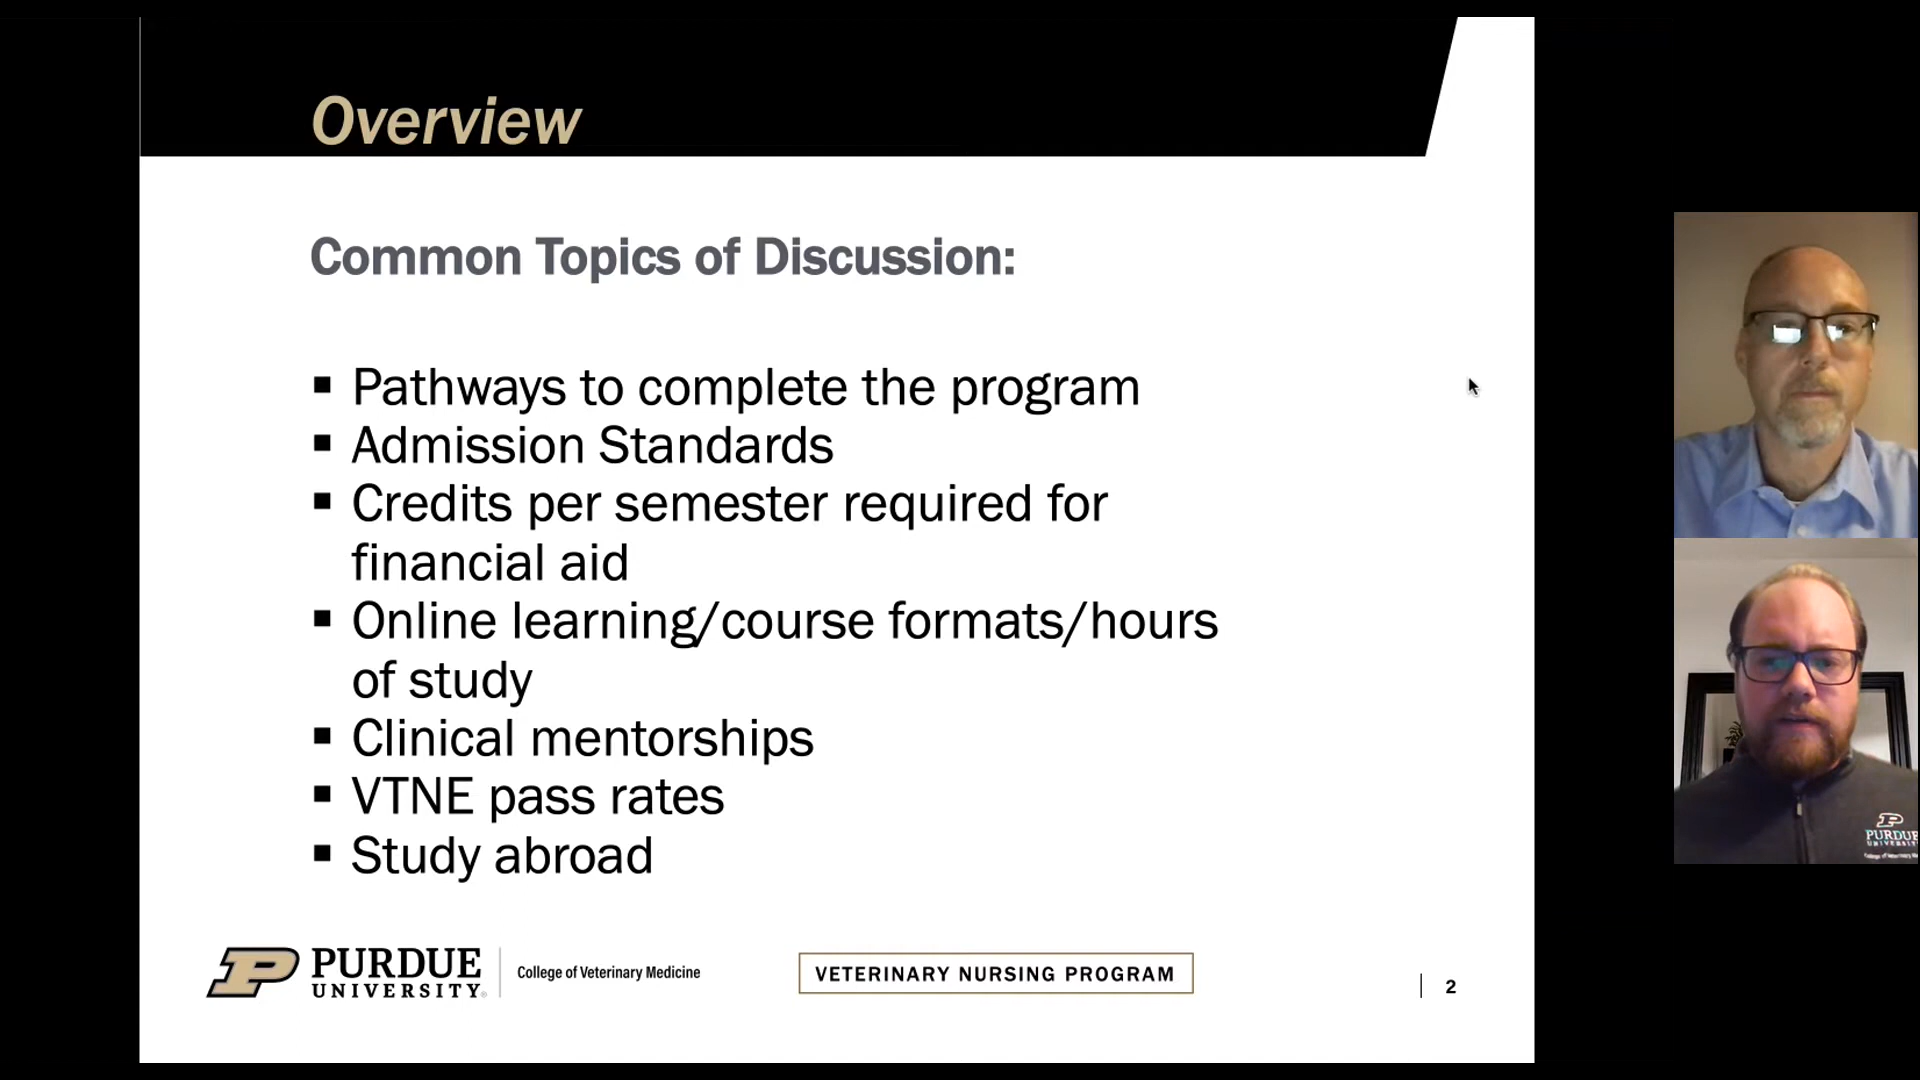 Overview
Common Topics of Discussion:
▪ Pathways to complete the program
▪ Admission Standards
▪ Credits per semester required for
financial aid
▪ Online learning/course formats/hours
of study
▪ Clinical mentorships
▪ VTNE pass rates
▪ Study abroad
PURDUE
UNIVERSITY®
College of Veterinary Medicine
VETERINARY NURSING PROGRAM
2
P
PURDUE
UNIVERSITY